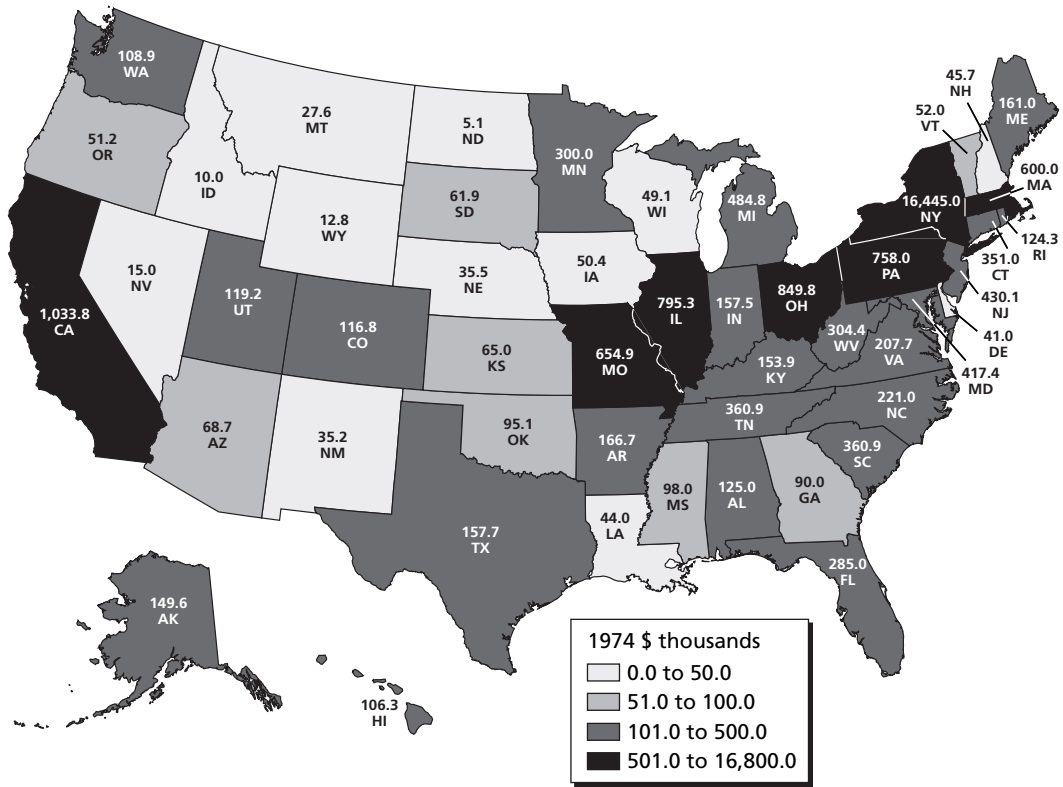 108.9
WA
27.6
MT
5.1
ND
300.0
MN
45.7
NH
52.0
VT
161.0
ME
51.2
OR
10.0
ID
12.8
WY
61.9
SD
49.1
WI
484.8
MI
16,445.0
NY
600.0
MA
124.3
RI
351.0
CT
430.1
NJ
41.0
DE
417.4
MD
1,033.8
CA
15.0
NV
119.2
UT
116.8
CO
35.5
NE
50.4
IA
795.3
IL
157.5
IN
849.8
OH
758.0
PA
304.4
WV
207.7
VA
65.0
KS
654.9
MO
153.9
KY
221.0
NC
68.7
AZ
35.2
NM
95.1
OK
166.7
AR
360.9
TN
360.9
SC
157.7
TX
44.0
LA
98.0
MS
125.0
AL
90.0
GA
285.0
FL
149.6
AK
106.3
HI
1974 $ thousands
0.0 to 50.0
51.0 to 100.0
101.0 to 500.0
501.0 to 16,800.0